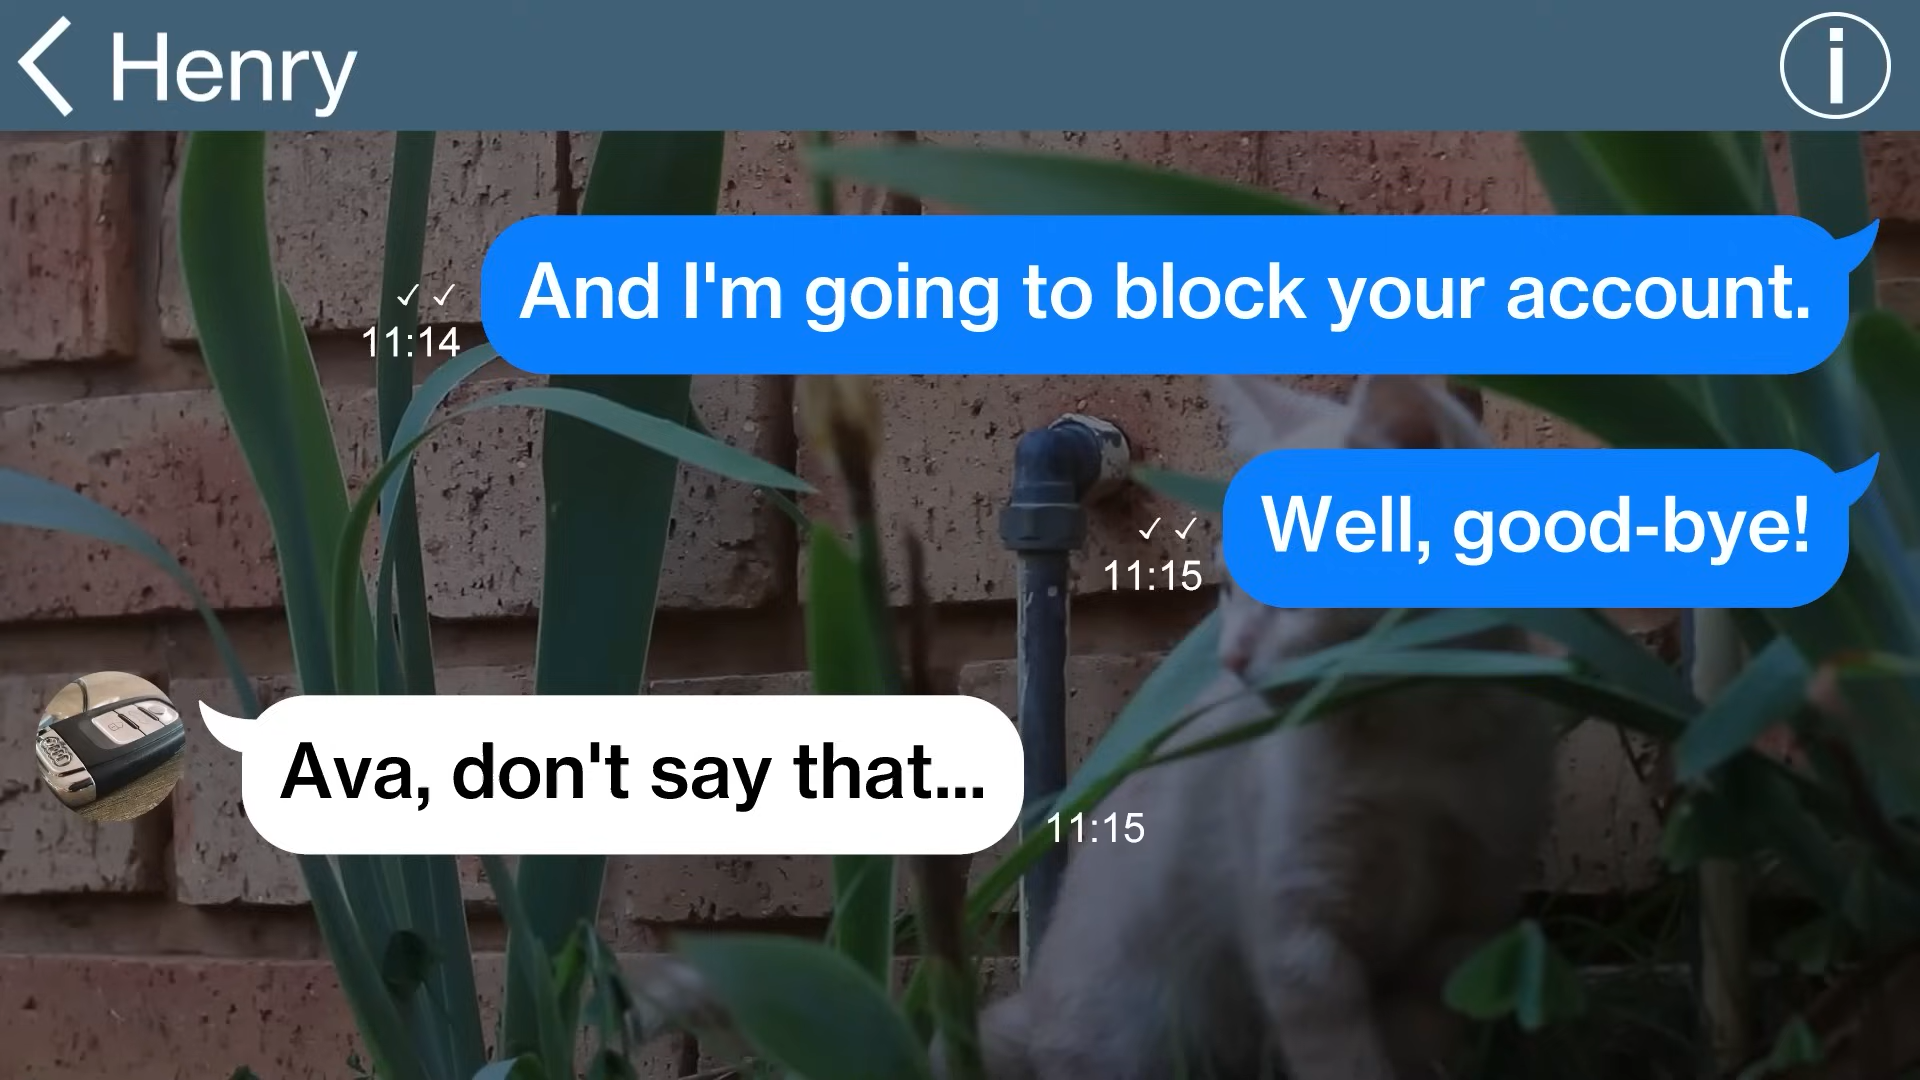 Henry
And I'm going to block your account.
✓✓
11:14
Well, good-bye!
✓✓
11:15
Ava, don't say that...
11:15